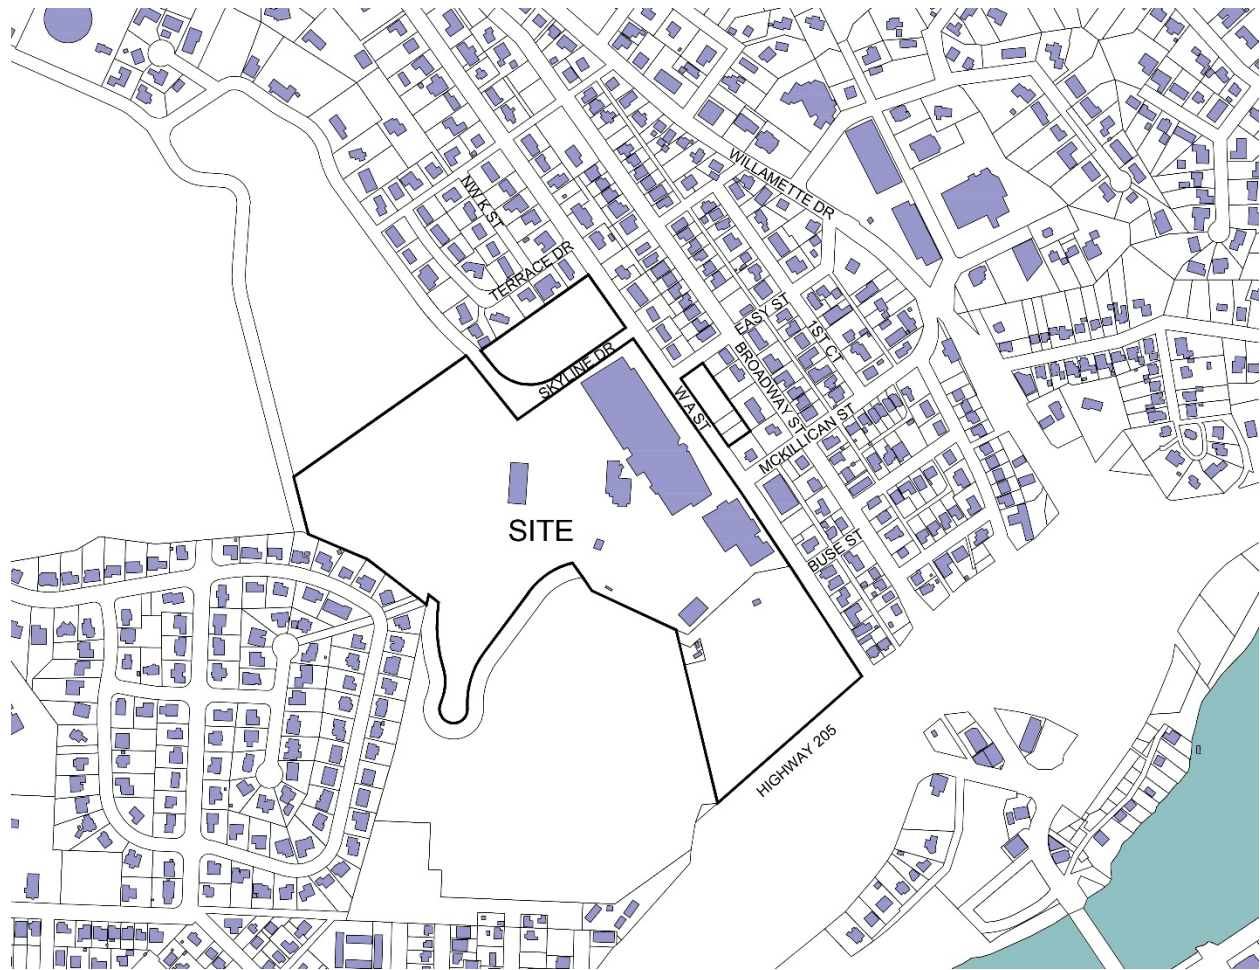 WILLAMETTE DR
NW K ST
TERRACE DR
EASY ST
1ST CT
SKYLINE DR
BROADWAY ST
W A ST
MCKILLICAN ST
SITE
BUSE ST
HIGHWAY 205